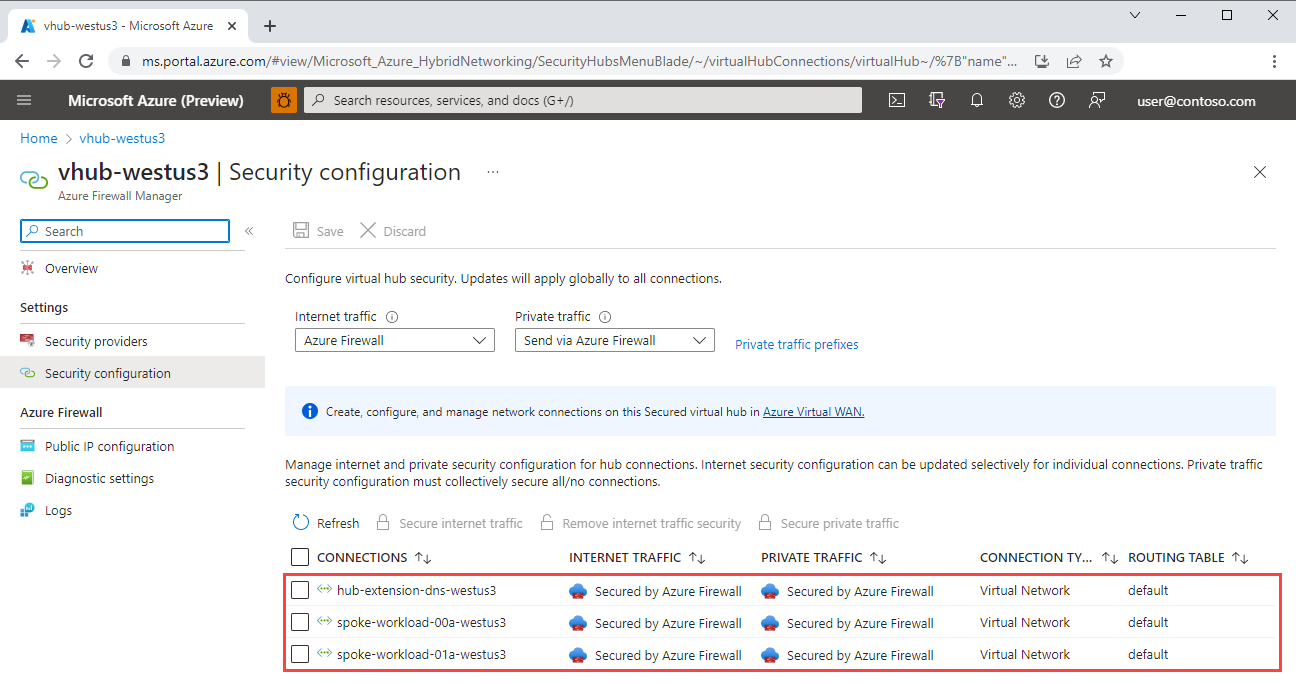 vhub-westus3 - Microsoft Azure
ms.portal.azure.com/#view/Microsoft_Azure_HybridNetworking/SecurityHubsMenuBlade/~/virtualHubConnections/virtualHub~/%7B"name"...
Microsoft Azure (Preview)
Search resources, services, and docs (G+/)
user@contoso.com
Home > vhub-westus3
vhub-westus3 | Security configuration ...
Azure Firewall Manager
Search
«
Save
Discard
Overview
Configure virtual hub security. Updates will apply globally to all connections.
Settings
Internet traffic
Private traffic
Security providers
Azure Firewall
Send via Azure Firewall
Private traffic prefixes
Security configuration
Azure Firewall
Create, configure, and manage network connections on this Secured virtual hub in Azure Virtual WAN.
Public IP configuration
Diagnostic settings
Logs
Manage internet and private security configuration for hub connections. Internet security configuration can be updated selectively for individual connections. Private traffic
security configuration must collectively secure all/no connections.
Refresh
Secure internet traffic
Remove internet traffic security
Secure private traffic
CONNECTIONS ↑↓ INTERNET TRAFFIC ↑↓ PRIVATE TRAFFIC ↑↓ CONNECTION TY... ↑↓ ROUTING TABLE ↑↓
hub-extension-dns-westus3 Secured by Azure Firewall Secured by Azure Firewall Virtual Network default
spoke-workload-00a-westus3 Secured by Azure Firewall Secured by Azure Firewall Virtual Network default
spoke-workload-01a-westus3 Secured by Azure Firewall Secured by Azure Firewall Virtual Network default